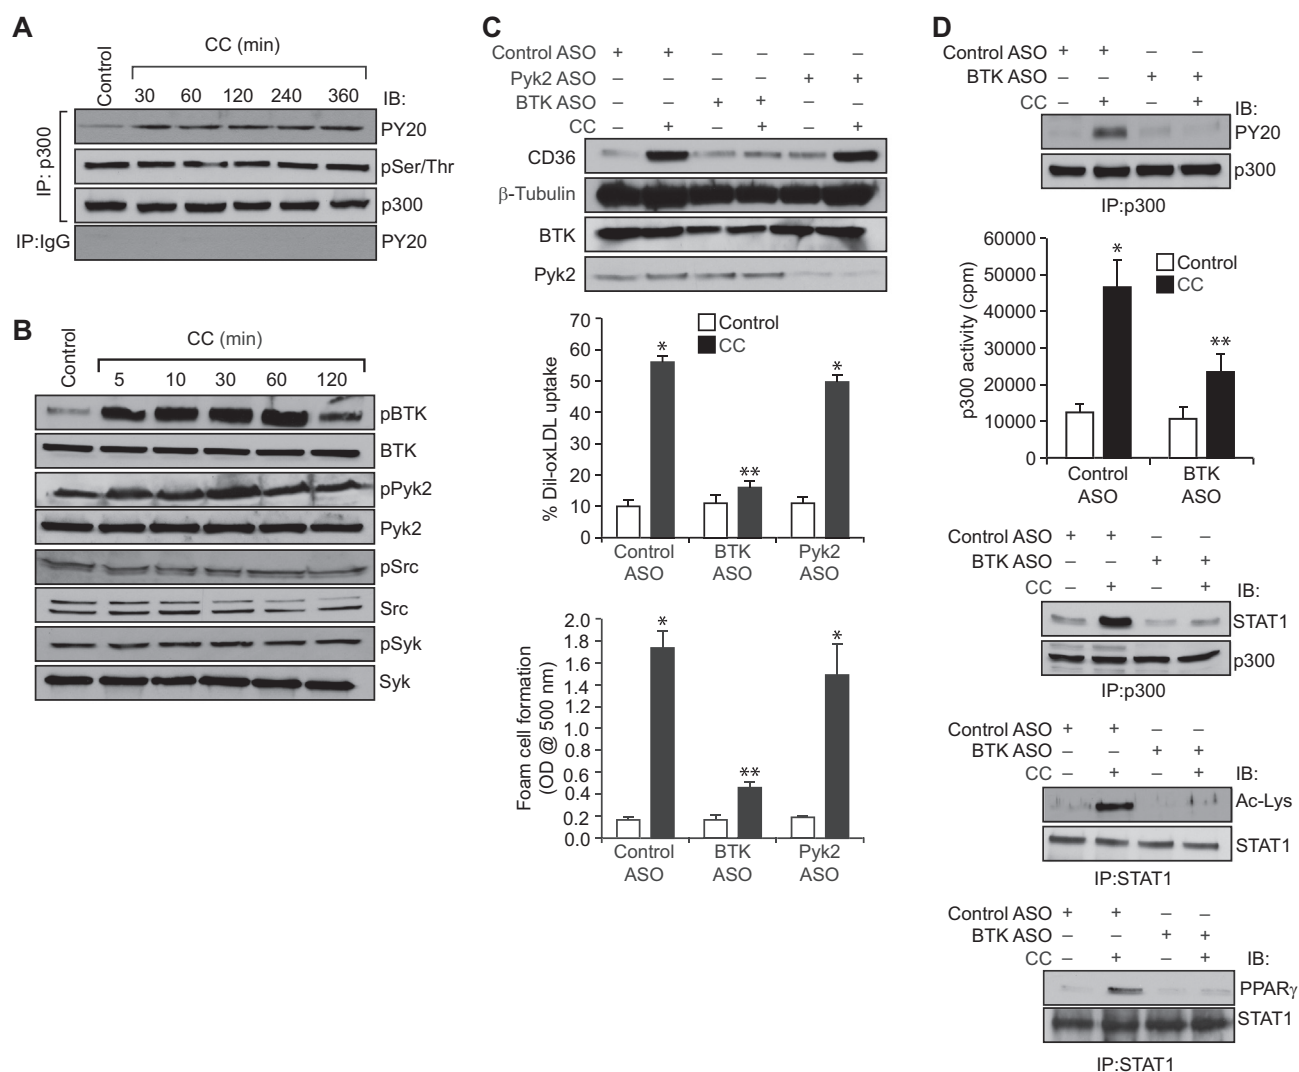 A
Control
CC (min)
30 60 120 240 360 IB:
IP: p300
PY20
pSer/Thr
p300
IP:IgG PY20
B
Control
CC (min)
5 10 30 60 120
pBTK
BTK
pPyk2
Pyk2
pSrc
Src
pSyk
Syk
C
Control ASO + + – – – –
Pyk2 ASO – – – – + +
BTK ASO – – + + – –
CC – + – + – +
CD36
β-Tubulin
BTK
Pyk2
% Dil-oxLDL uptake
70
60
50
40
30
20
10
0
Control
CC
*
**
*
Control ASO
BTK ASO
Pyk2 ASO
Foam cell formation
(OD @ 500 nm)
2.0
1.8
1.6
1.4
1.2
1.0
0.8
0.6
0.4
0.2
0.0
*
**
*
Control ASO
BTK ASO
Pyk2 ASO
D
Control ASO + + – –
BTK ASO – – + +
CC – + – + IB:
PY20
p300
IP:p300
p300 activity (cpm)
60000
50000
40000
30000
20000
10000
0
Control
CC
*
**
Control ASO
BTK ASO
Control ASO + + – –
BTK ASO – – + +
CC – + – + IB:
STAT1
p300
IP:p300
Control ASO + + – –
BTK ASO – – + +
CC – + – + IB:
Ac-Lys
STAT1
IP:STAT1
Control ASO + + – –
BTK ASO – – + +
CC – + – + IB:
PPARγ
STAT1
IP:STAT1